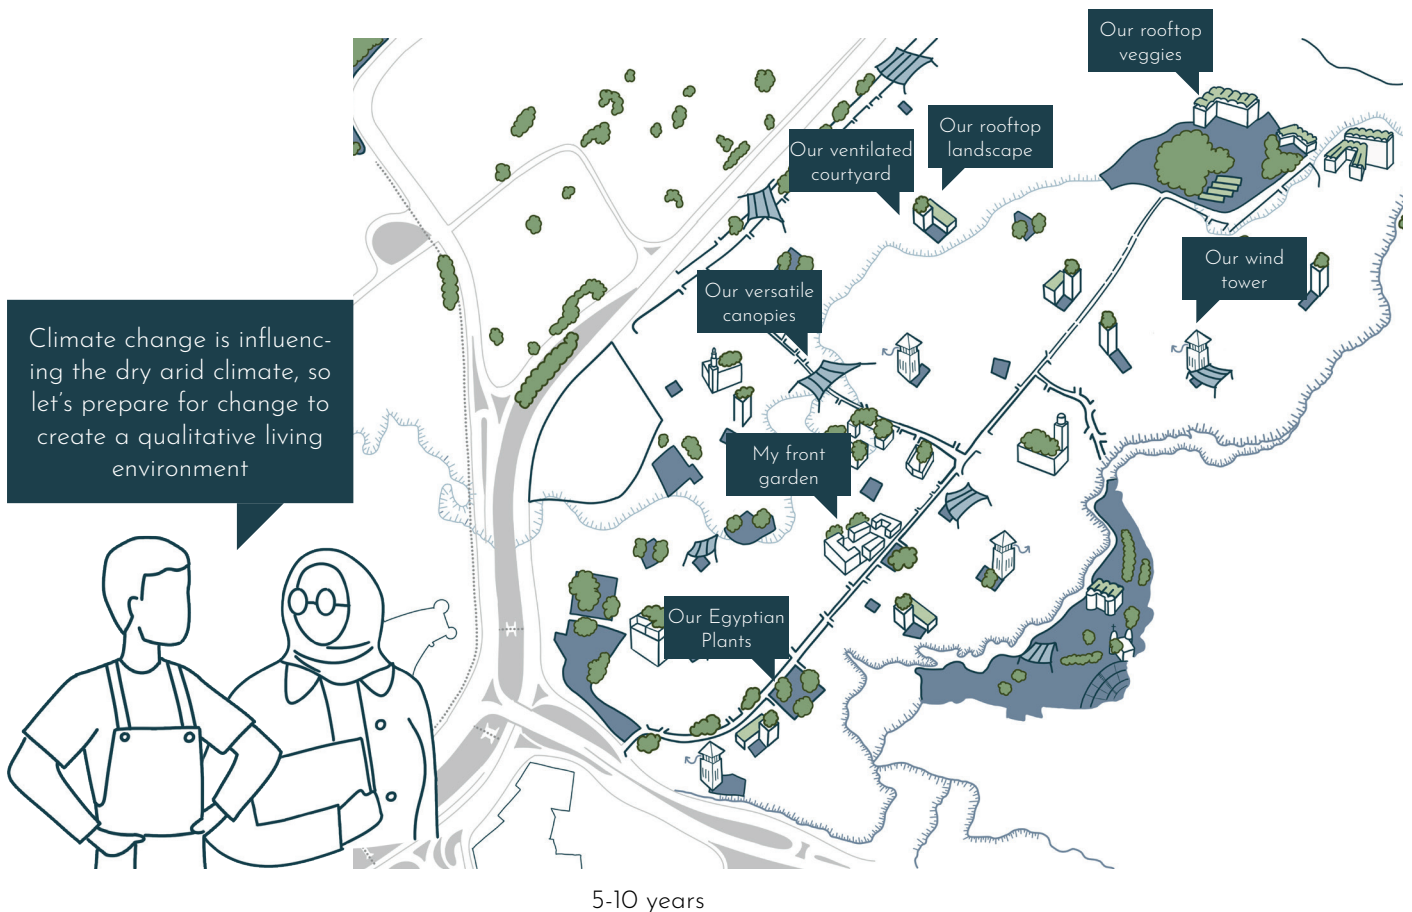 Our rooftop
veggies
Our rooftop
landscape
Our ventilated
courtyard
Our wind
tower
Our versatile
canopies
Climate change is influenc-
ing the dry arid climate, so
let's prepare for change to
create a qualitative living
environment
My front
garden
Our Egyptian
Plants
5-10 years